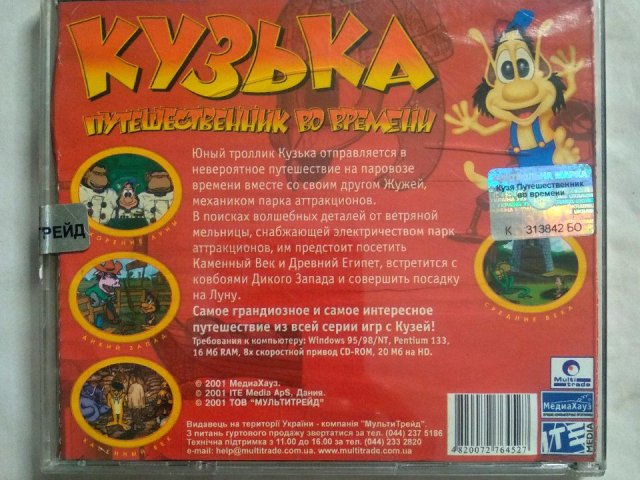 КУЗЬКА
ПУТЕШЕСТВЕННИК ВО ВРЕМЕНИ
Юный троллик Кузька отправляется в
невероятное путешествие на паровозе
времени вместе со своим другом Жужей,
механиком парка аттракционов.
В поисках волшебных деталей от ветряной
мельницы, снабжающей электричеством парк
аттракционов, им предстоит посетить
Каменный Век и Древний Египет, встретится с
ковбоями Дикого Запада и совершить посадку
на Луну.
Самое грандиозное и самое интересное
путешествие из всей серии игр с Кузей!
Требования к компьютеру: Windows 95/98/NT, Pentium 133,
16 Мб RAM, 8х скоростной привод CD-ROM, 20 Мб на HD.
© 2001 МедиаХауз.
© 2001 ITE Media ApS, Дания.
© 2001 ТОВ "МУЛЬТИТРЕЙД"
Видавець на території України - компанія "МультиТрейд"
З питань гуртового продажу звертатися за тел. (044) 237 5186
Технічна підтримка з 11.00 до 16.00 за тел. (044) 233 2820
e-mail: help@multitrade.com.ua, www.multitrade.com.ua
РЕЙД
ДИКИЙ ЗАПАД
КАМЕННЫЙ ВЕК
КОНТРОЛЬНА МАРКА
Кузя Путешественник
во времени
К 313842 БО
СРЕДНИЕ ВЕКА
Multi
trade
МедиаХауз
ITE
MEDIA
4820072764527